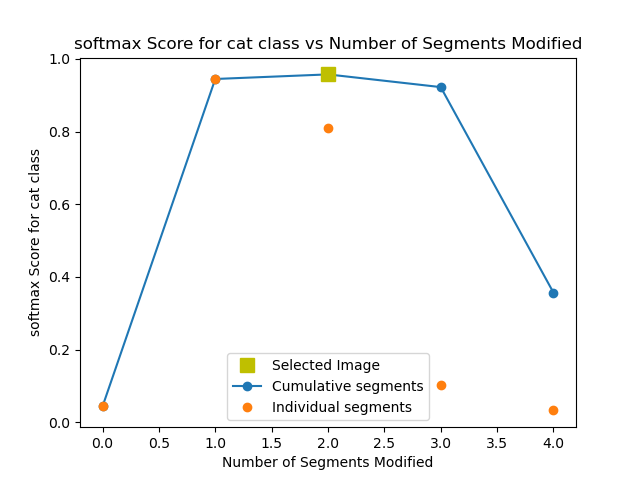 softmax Score for cat class vs Number of Segments Modified
softmax Score for cat class
1.0
0.8
0.6
0.4
0.2
0.0
Selected Image
Cumulative segments
Individual segments
0.0 0.5 1.0 1.5 2.0 2.5 3.0 3.5 4.0
Number of Segments Modified